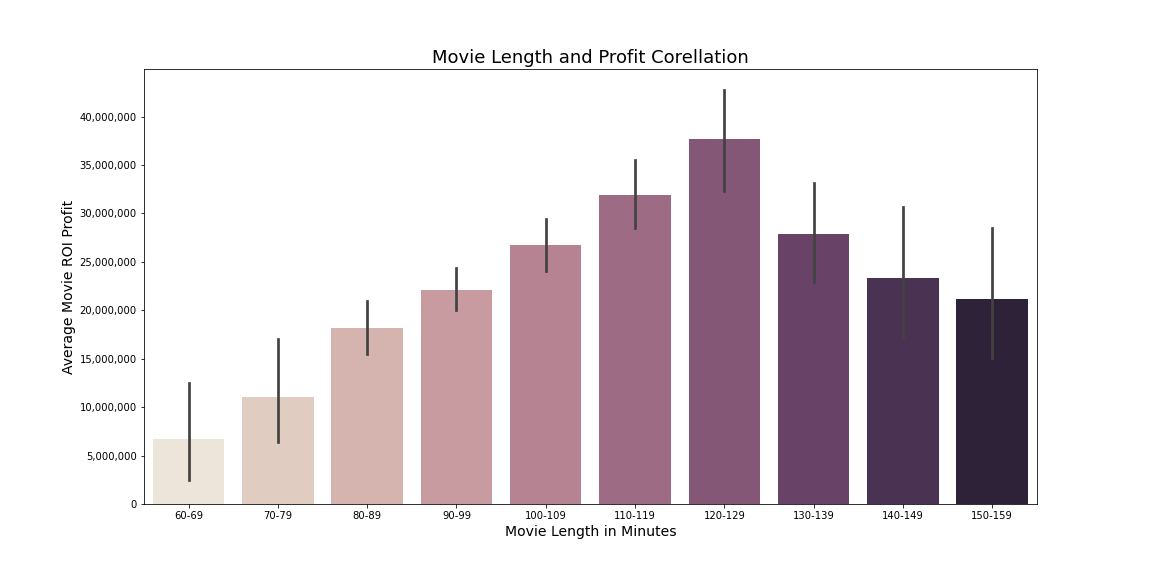 Movie Length and Profit Corellation
Average Movie ROI Profit
40,000,000
35,000,000
30,000,000
25,000,000
20,000,000
15,000,000
10,000,000
5,000,000
0
60-69 70-79 80-89 90-99 100-109 110-119 120-129 130-139 140-149 150-159
Movie Length in Minutes